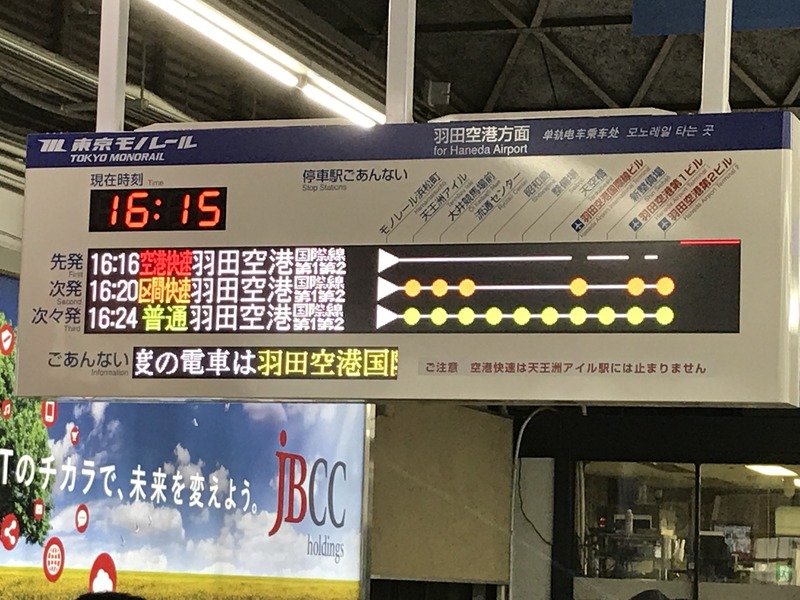 東京モノレール
TOKYO MONORAIL
羽田空港方面 单轨电车乘车处 모노레일 타는 곳
for Haneda Airport
現在時刻 Time
16:15
停車駅ごあんない
Stop Stations
モノレール浜松町
天王洲アイル
大井競馬場前
流通センター
昭和島
整備場
天空橋
羽田空港国際線ビル
新整備場
羽田空港第1ビル
羽田空港第2ビル
先発 16:16 空港快速 羽田空港 国際線 第1第2
First
次発 16:20 区間快速 羽田空港 国際線 第1第2
Second
次々発 16:24 普通 羽田空港 国際線 第1第2
Third
ごあんない 度の電車は羽田空港国際
Information
ご注意 空港快速は天王洲アイル駅には止まりません
Tのチカラで、未来を変えよう。
JBCC
holdings